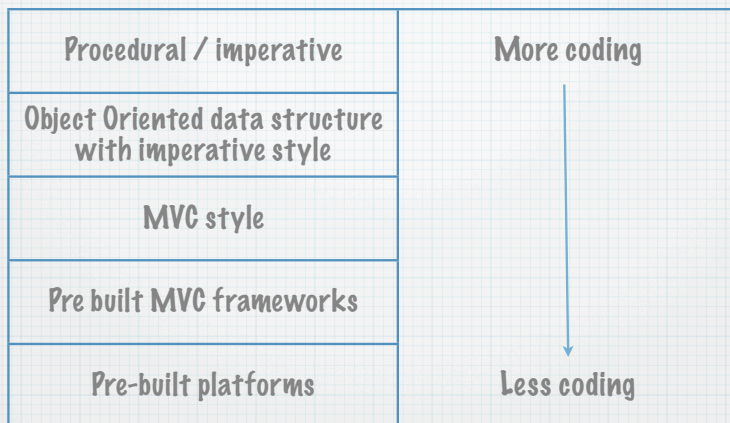 Procedural / imperative
More coding
Object Oriented data structure
with imperative style
MVC style
Pre built MVC frameworks
Pre-built platforms
Less coding